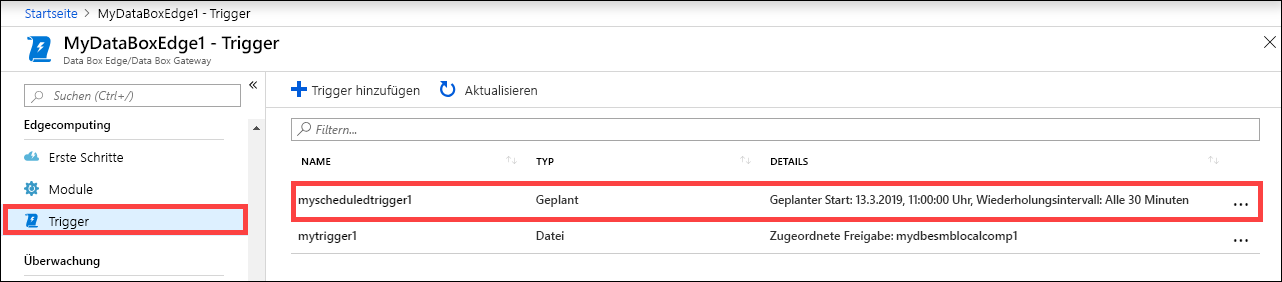 Startseite > MyDataBoxEdge1 - Trigger
MyDataBoxEdge1 - Trigger
Data Box Edge/Data Box Gateway
Suchen (Ctrl+/)
Edgecomputing
Erste Schritte
Module
Trigger
Überwachung
Trigger hinzufügen Aktualisieren
Filtern...
NAME TYP DETAILS
myscheduledtrigger1 Geplant Geplanter Start: 13.3.2019, 11:00:00 Uhr, Wiederholungsintervall: Alle 30 Minuten
mytrigger1 Datei Zugeordnete Freigabe: mydbesmblocalcomp1